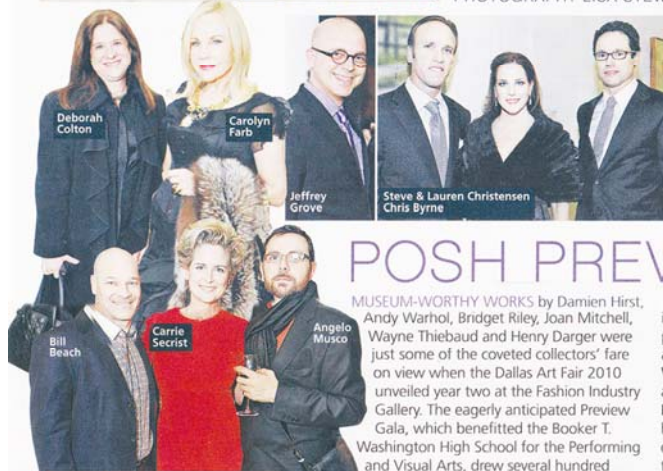 Deborah
Colton
Carolyn
Farb
Jeffrey
Grove
Steve & Lauren Christensen
Chris Byrne
Bill
Beach
Carrie
Secrist
Angelo
Musco
POSH PREV
MUSEUM-WORTHY WORKS by Damien Hirst,
Andy Warhol, Bridget Riley, Joan Mitchell,
Wayne Thiebaud and Henry Darger were
just some of the coveted collectors' fare
on view when the Dallas Art Fair 2010
unveiled year two at the Fashion Industry
Gallery. The eagerly anticipated Preview
Gala, which benefitted the Booker T.
Washington High School for the Performing
and Visual Arts, drew several hundred